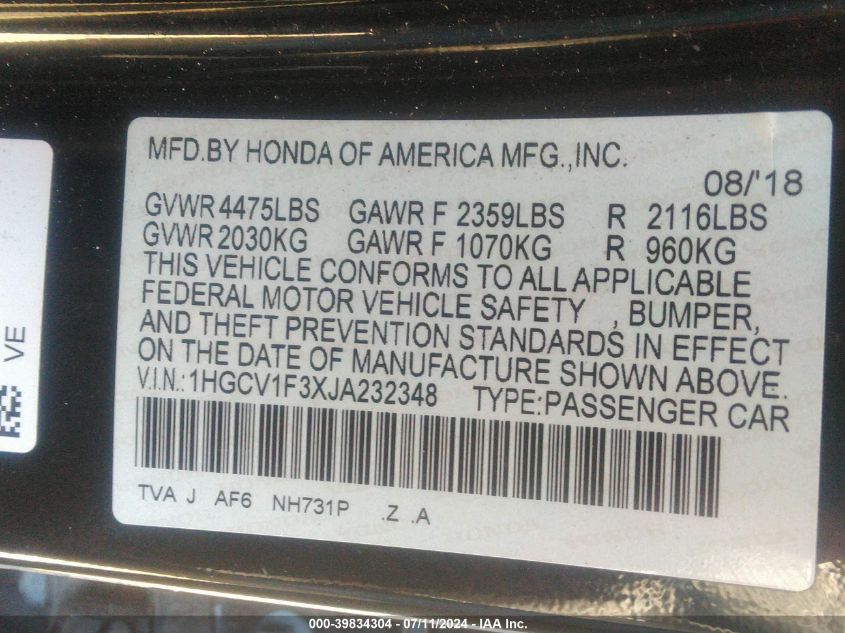 MFD.BY HONDA OF AMERICA MFG.,INC.
08/'18
GVWR 4475LBS GAWR F 2359LBS R 2116LBS
GVWR 2030KG GAWR F 1070KG R 960KG
THIS VEHICLE CONFORMS TO ALL APPLICABLE
FEDERAL MOTOR VEHICLE SAFETY , BUMPER,
AND THEFT PREVENTION STANDARDS IN EFFECT
ON THE DATE OF MANUFACTURE SHOWN ABOVE.
V.I.N.:1HGCV1F3XJA232348 TYPE:PASSENGER CAR
TVA J AF6 NH731P .Z .A
VE
000-39834304 - 07/11/2024 - IAA Inc.